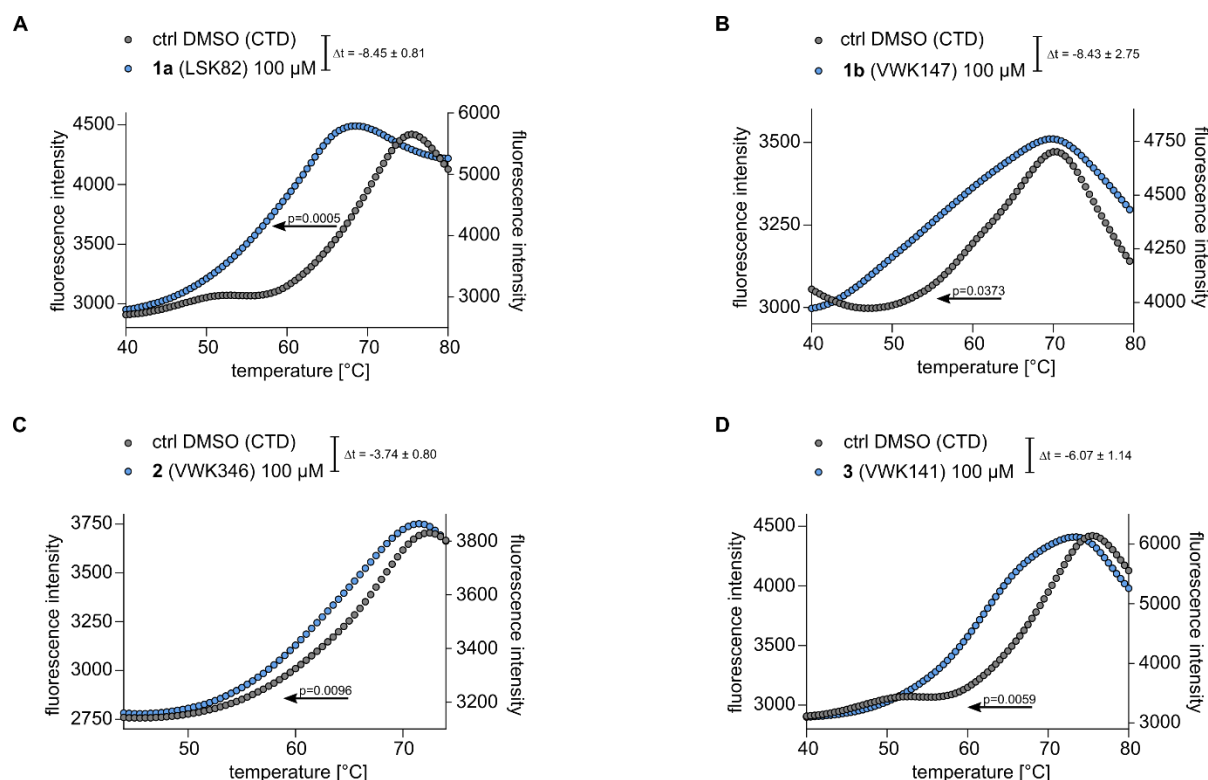 A
ctrl DMSO (CTD)
1a (LSK82) 100 µM
Δt = -8.45 ± 0.81
fluorescence intensity
4500
4000
3500
3000
6000
5000
4000
3000
fluorescence intensity
p=0.0005
40 50 60 70 80
temperature [°C]
B
ctrl DMSO (CTD)
1b (VWK147) 100 µM
Δt = -8.43 ± 2.75
fluorescence intensity
3500
3250
3000
4750
4500
4250
4000
fluorescence intensity
p=0.0373
40 50 60 70 80
temperature [°C]
C
ctrl DMSO (CTD)
2 (VWK346) 100 µM
Δt = -3.74 ± 0.80
fluorescence intensity
3750
3500
3250
3000
2750
3800
3600
3400
3200
fluorescence intensity
p=0.0096
50 60 70
temperature [°C]
D
ctrl DMSO (CTD)
3 (VWK141) 100 µM
Δt = -6.07 ± 1.14
fluorescence intensity
4500
4000
3500
3000
6000
5000
4000
3000
fluorescence intensity
p=0.0059
40 50 60 70 80
temperature [°C]